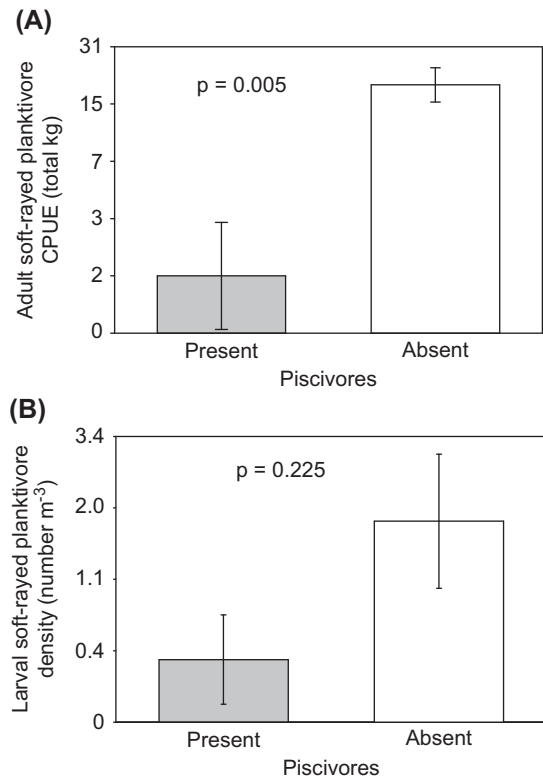 (A)
Adult soft-rayed planktivore
CPUE (total kg)
31
15
7
3
2
0
p = 0.005
Present
Absent
Piscivores
(B)
Larval soft-rayed planktivore
density (number m⁻³)
3.4
2.0
1.1
0.4
0
p = 0.225
Present
Absent
Piscivores